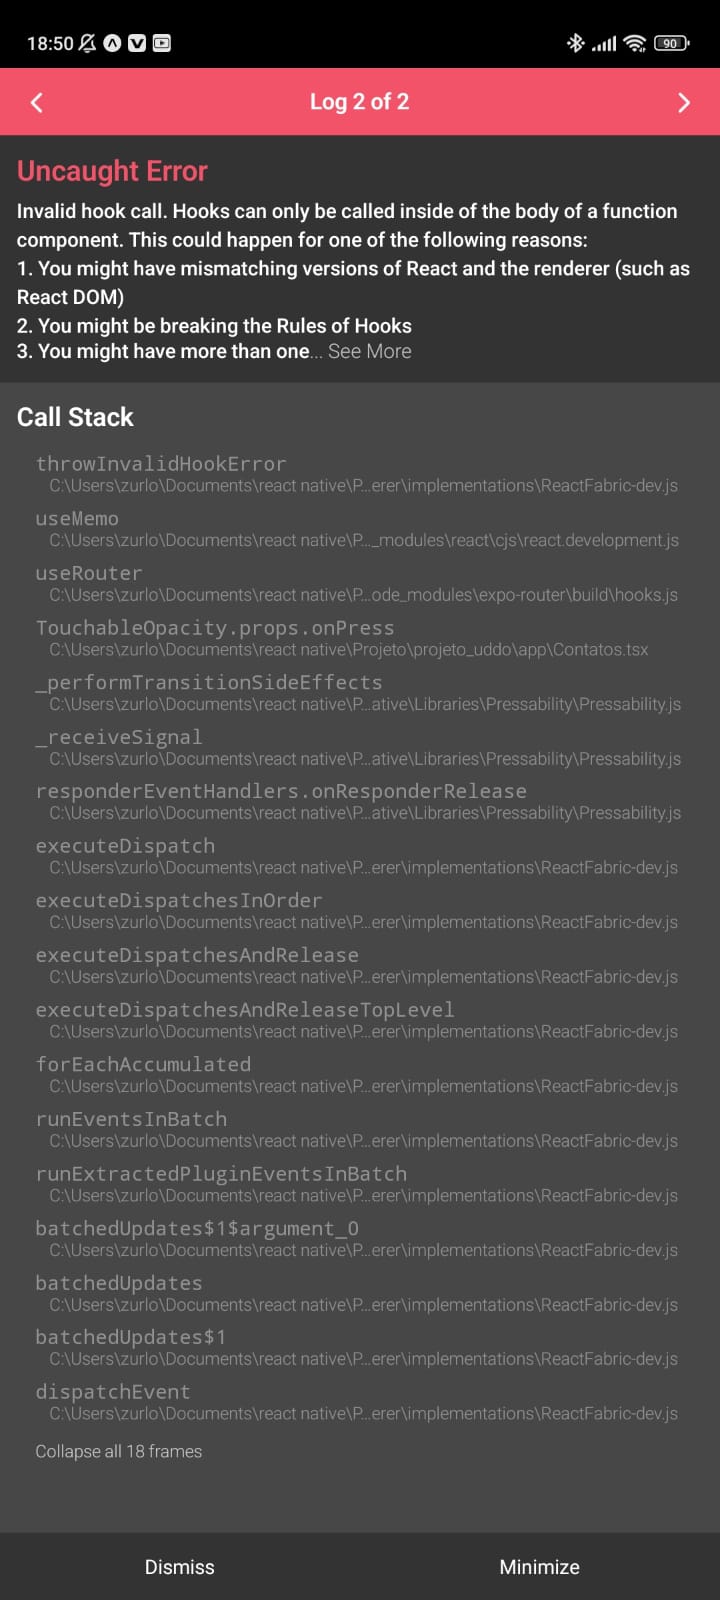 18:50
90
Log 2 of 2
Uncaught Error
Invalid hook call. Hooks can only be called inside of the body of a function
component. This could happen for one of the following reasons:
1. You might have mismatching versions of React and the renderer (such as
React DOM)
2. You might be breaking the Rules of Hooks
3. You might have more than one... See More
Call Stack
throwInvalidHookError
C:\Users\zurlo\Documents\react native\P...erer\implementations\ReactFabric-dev.js
useMemo
C:\Users\zurlo\Documents\react native\P..._modules\react\cjs\react.development.js
useRouter
C:\Users\zurlo\Documents\react native\P...ode_modules\expo-router\build\hooks.js
TouchableOpacity.props.onPress
C:\Users\zurlo\Documents\react native\Projeto\projeto_uddo\app\Contatos.tsx
_performTransitionSideEffects
C:\Users\zurlo\Documents\react native\P...ative\Libraries\Pressability\Pressability.js
_receiveSignal
C:\Users\zurlo\Documents\react native\P...ative\Libraries\Pressability\Pressability.js
responderEventHandlers.onResponderRelease
C:\Users\zurlo\Documents\react native\P...ative\Libraries\Pressability\Pressability.js
executeDispatch
C:\Users\zurlo\Documents\react native\P...erer\implementations\ReactFabric-dev.js
executeDispatchesInOrder
C:\Users\zurlo\Documents\react native\P...erer\implementations\ReactFabric-dev.js
executeDispatchesAndRelease
C:\Users\zurlo\Documents\react native\P...erer\implementations\ReactFabric-dev.js
executeDispatchesAndReleaseTopLevel
C:\Users\zurlo\Documents\react native\P...erer\implementations\ReactFabric-dev.js
forEachAccumulated
C:\Users\zurlo\Documents\react native\P...erer\implementations\ReactFabric-dev.js
runEventsInBatch
C:\Users\zurlo\Documents\react native\P...erer\implementations\ReactFabric-dev.js
runExtractedPluginEventsInBatch
C:\Users\zurlo\Documents\react native\P...erer\implementations\ReactFabric-dev.js
batchedUpdates$1$argument_0
C:\Users\zurlo\Documents\react native\P...erer\implementations\ReactFabric-dev.js
batchedUpdates
C:\Users\zurlo\Documents\react native\P...erer\implementations\ReactFabric-dev.js
batchedUpdates$1
C:\Users\zurlo\Documents\react native\P...erer\implementations\ReactFabric-dev.js
dispatchEvent
C:\Users\zurlo\Documents\react native\P...erer\implementations\ReactFabric-dev.js
Collapse all 18 frames
Dismiss
Minimize